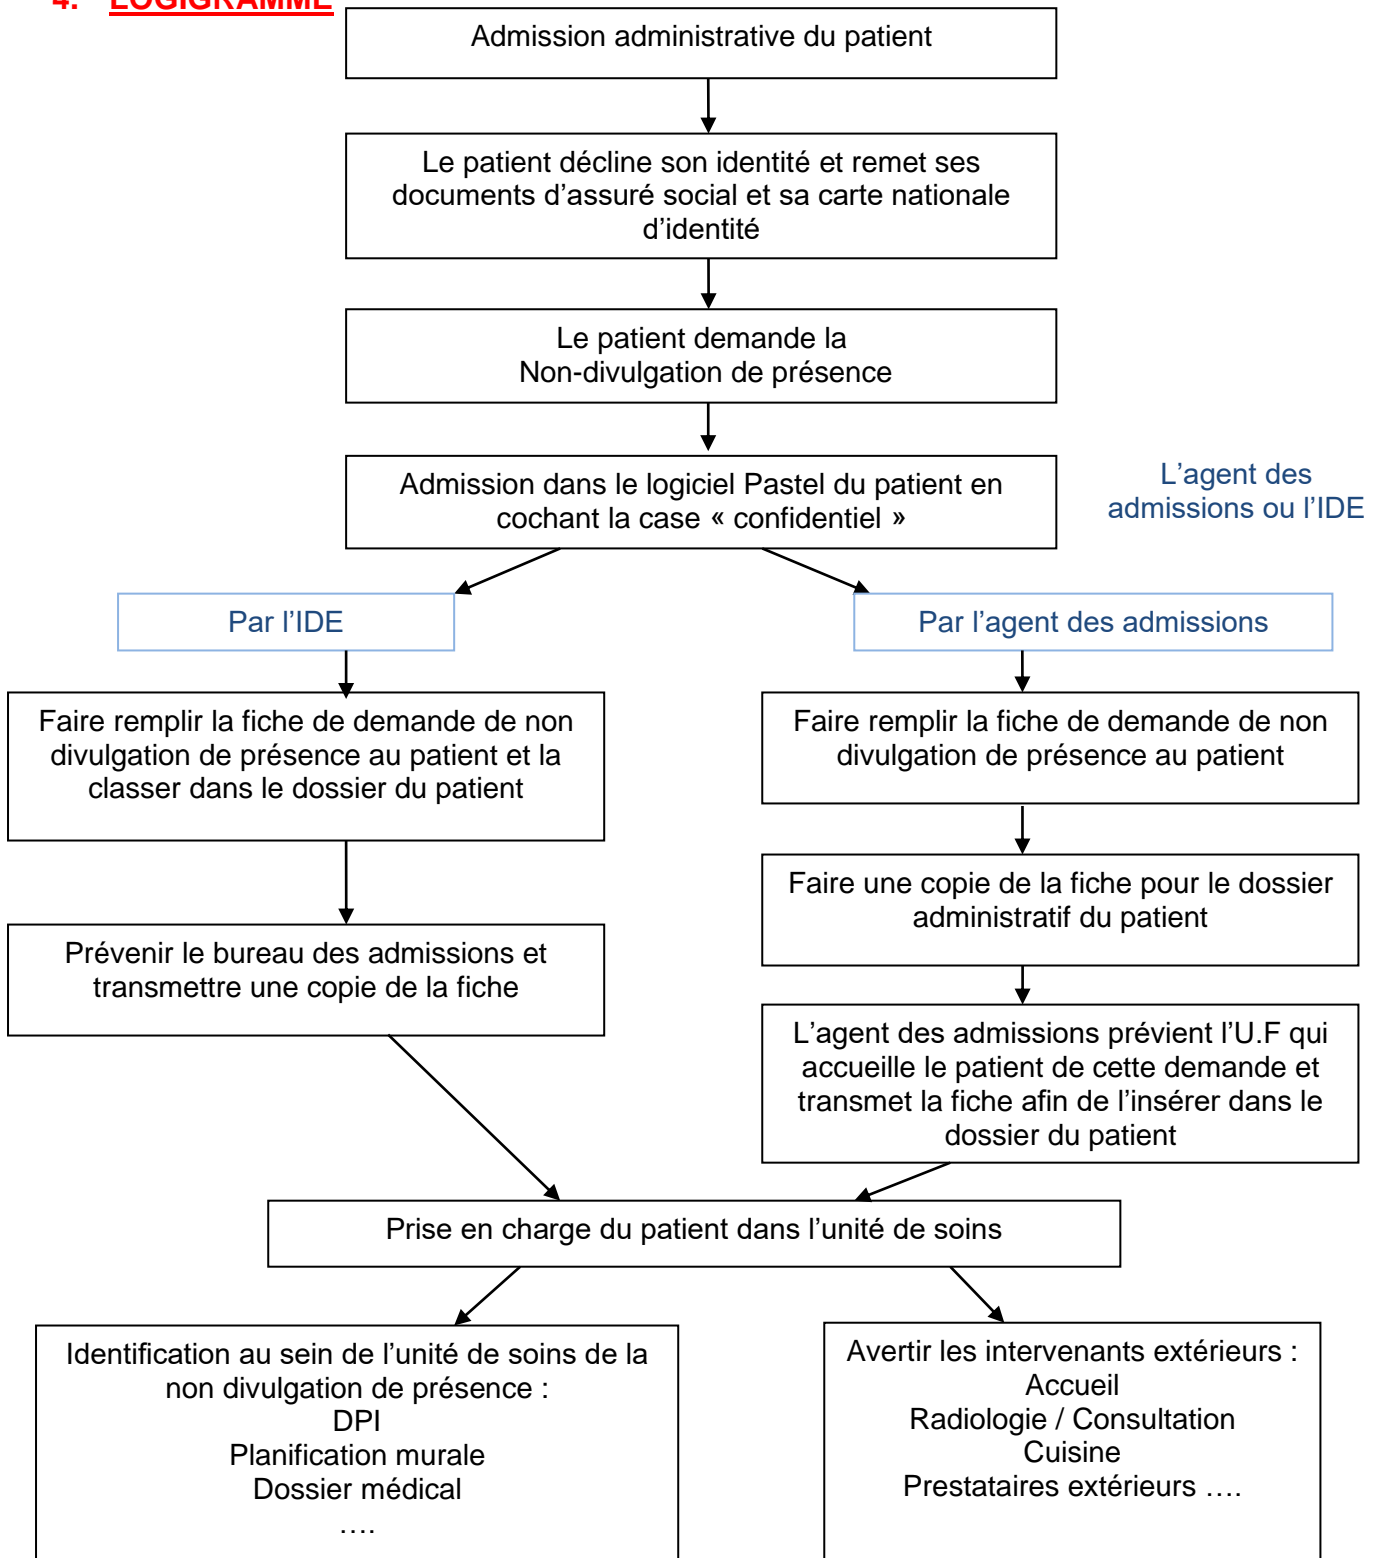 4. LOGIGRAMME
Admission administrative du patient
Le patient décline son identité et remet ses
documents d’assuré social et sa carte nationale
d’identité
Le patient demande la
Non-divulgation de présence
Admission dans le logiciel Pastel du patient en
cochant la case « confidentiel »
L’agent des
admissions ou l’IDE
Par l’IDE
Par l’agent des admissions
Faire remplir la fiche de demande de non
divulgation de présence au patient et la
classer dans le dossier du patient
Faire remplir la fiche de demande de non
divulgation de présence au patient
Faire une copie de la fiche pour le dossier
administratif du patient
Prévenir le bureau des admissions et
transmettre une copie de la fiche
L’agent des admissions prévient l’U.F qui
accueille le patient de cette demande et
transmet la fiche afin de l’insérer dans le
dossier du patient
Prise en charge du patient dans l’unité de soins
Identification au sein de l’unité de soins de la
non divulgation de présence :
DPI
Planification murale
Dossier médical
….
Avertir les intervenants extérieurs :
Accueil
Radiologie / Consultation
Cuisine
Prestataires extérieurs ….